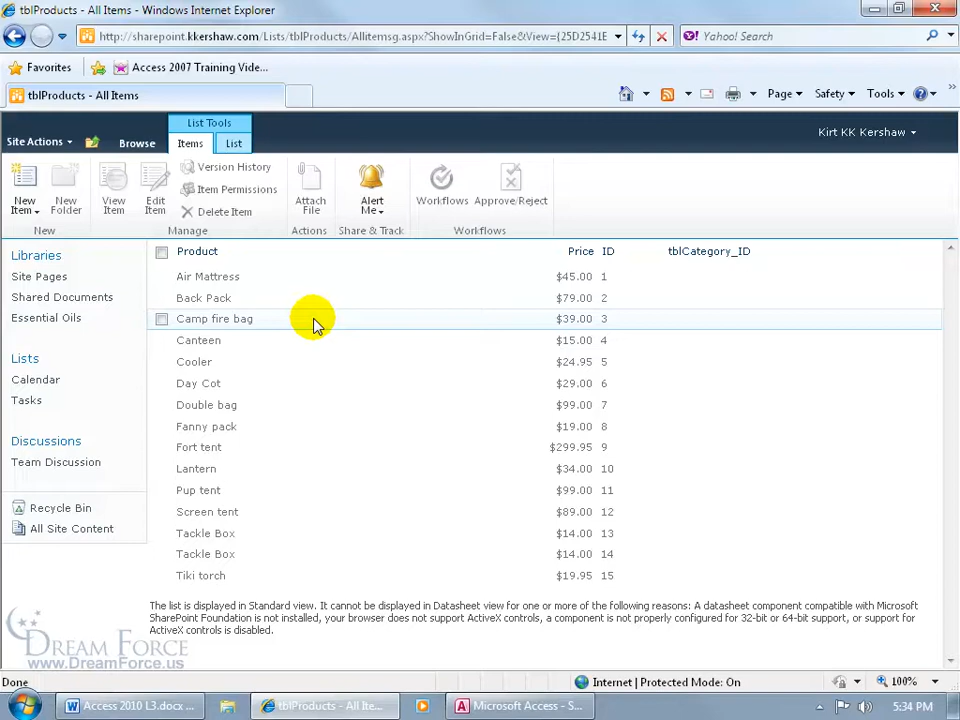 tblProducts - All Items - Windows Internet Explorer
http://sharepoint.kkershaw.com/Lists/tblProducts/Allitemsg.aspx?ShowInGrid=False&View={25D2541E
Yahoo! Search
Favorites
Access 2007 Training Vide...
tblProducts - All Items
Page
Safety
Tools
List Tools
Site Actions
Browse
Items
List
Kirt KK Kershaw
New Item
New Folder
View Item
Edit Item
Version History
Item Permissions
Delete Item
Attach File
Alert Me
Workflows
Approve/Reject
New
Manage
Actions
Share & Track
Workflows
Libraries
Site Pages
Shared Documents
Essential Oils
Lists
Calendar
Tasks
Discussions
Team Discussion
Recycle Bin
All Site Content
Product Price ID tblCategory_ID
Air Mattress $45.00 1
Back Pack $79.00 2
Camp fire bag $39.00 3
Canteen $15.00 4
Cooler $24.95 5
Day Cot $29.00 6
Double bag $99.00 7
Fanny pack $19.00 8
Fort tent $299.95 9
Lantern $34.00 10
Pup tent $99.00 11
Screen tent $89.00 12
Tackle Box $14.00 13
Tackle Box $14.00 14
Tiki torch $19.95 15
The list is displayed in Standard view. It cannot be displayed in Datasheet view for one or more of the following reasons: A datasheet component compatible with Microsoft
SharePoint Foundation is not installed, your browser does not support ActiveX controls, a component is not properly configured for 32-bit or 64-bit support, or support for
ActiveX controls is disabled.
DREAM FORCE
www.DreamForce.us
Done
Internet | Protected Mode: On
100%
Access 2010 L3.docx ...
tblProducts - All Ite...
Microsoft Access - S...
5:34 PM